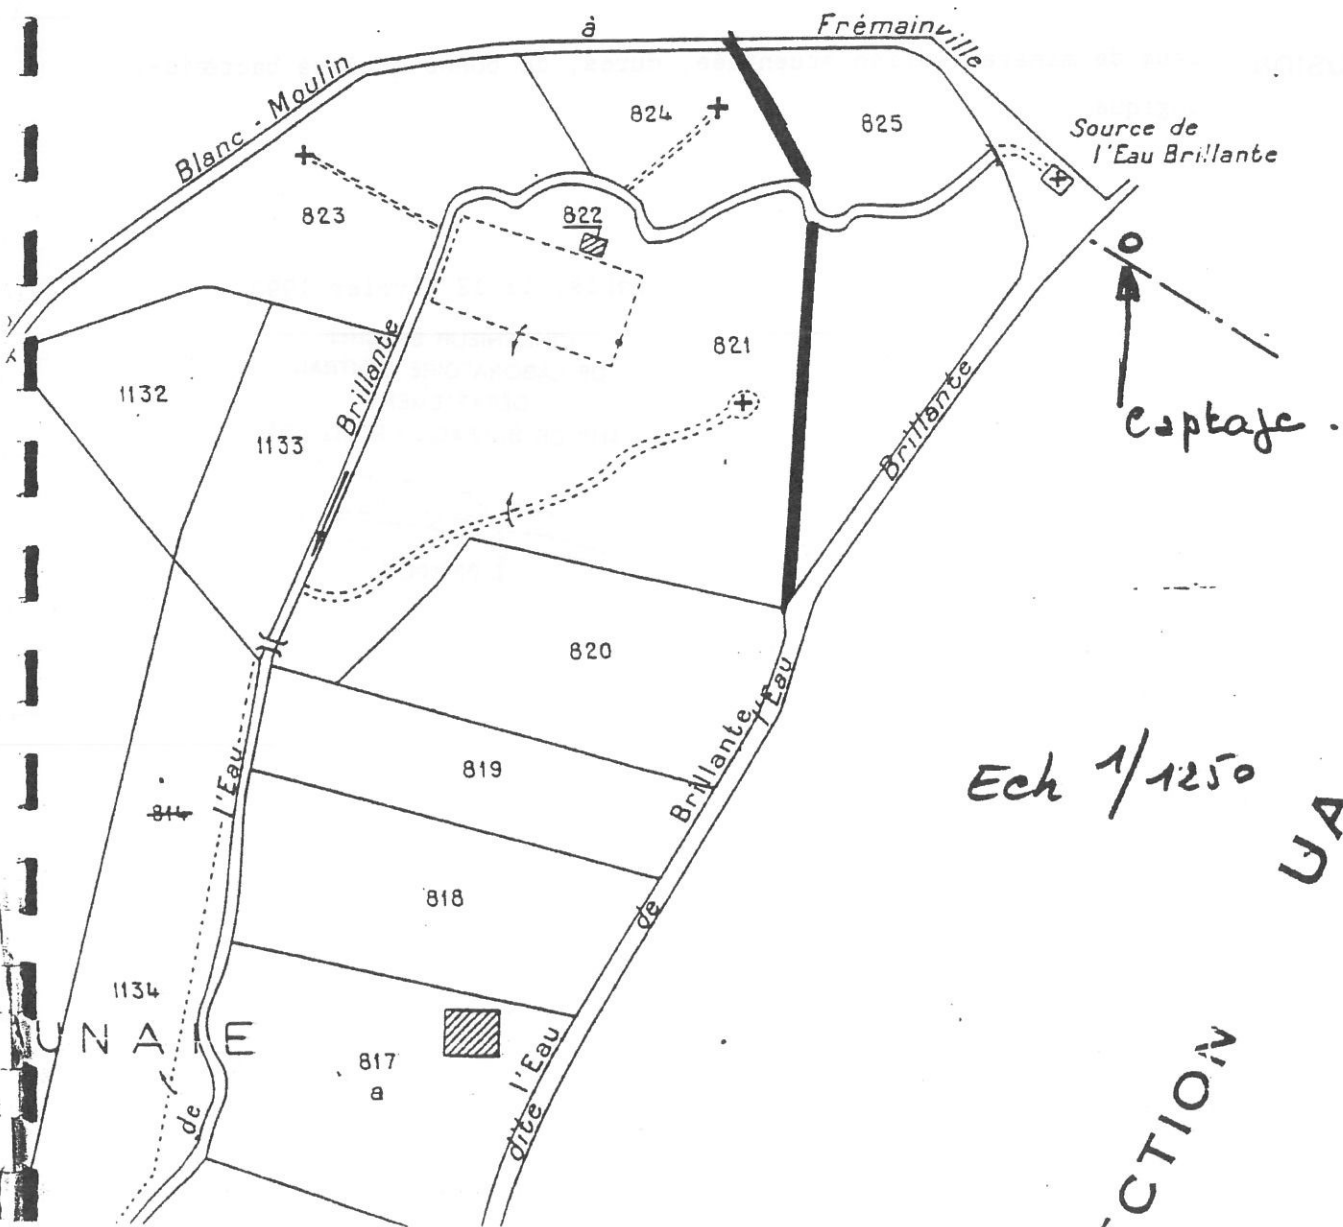 Blanc - Moulin
à
Frémainville
824
825
Source de
l'Eau Brillante
823
822
821
1132
1133
Brillante
Brillante
Captage.
820
l'Eau
Brillante
819
Ech 1/1250
814
l'Eau
UA
818
de
1134
UNAIE
817
a
l'Eau
de
dite
CTION